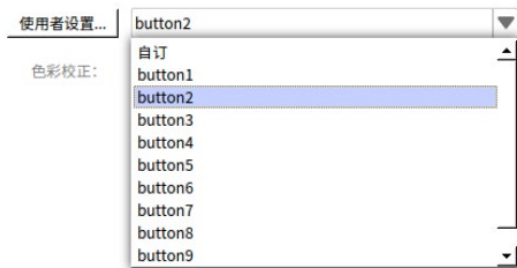 使用者设置... button2
自订
色彩校正:
button1
button2
button3
button4
button5
button6
button7
button8
button9